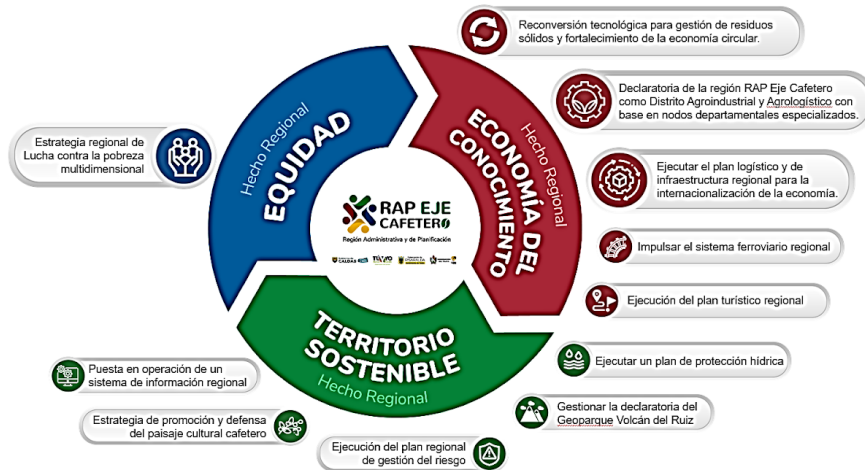 Reconversión tecnológica para gestión de residuos
sólidos y fortalecimiento de la economía circular.
Declaratoria de la región RAP Eje Cafetero
como Distrito Agroindustrial y Agrologístico con
base en nodos departamentales especializados.
Estrategia regional de
Lucha contra la pobreza
multidimensional
Hecho Regional
EQUIDAD
Hecho Regional
ECONOMÍA DEL
CONOCIMIENTO
Ejecutar el plan logístico y de
infraestructura regional para la
internacionalización de la economía.
RAP EJE
CAFETERO
Región Administrativa y de Planificación
CALDAS
Impulsar el sistema ferroviario regional
Ejecución del plan turístico regional
TERRITORIO
SOSTENIBLE
Hecho Regional
Ejecutar un plan de protección hídrica
Puesta en operación de un
sistema de información regional
Gestionar la declaratoria del
Geoparque Volcán del Ruiz
Estrategia de promoción y defensa
del paisaje cultural cafetero
Ejecución del plan regional
de gestión del riesgo